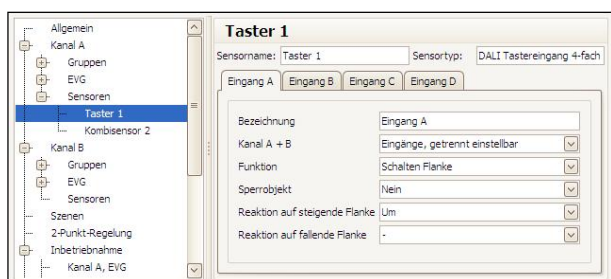 Allgemein
Kanal A
Gruppen
EVG
Sensoren
Taster 1
Kombisensor 2
Kanal B
Gruppen
EVG
Sensoren
Szenen
2-Punkt-Regelung
Inbetriebnahme
Kanal A, EVG
Taster 1
Sensorname: Taster 1 Sensortyp: DALI Tastereingang 4-fach
Eingang A Eingang B Eingang C Eingang D
Bezeichnung Eingang A
Kanal A + B Eingänge, getrennt einstellbar
Funktion Schalten Flanke
Sperrobjekt Nein
Reaktion auf steigende Flanke Um
Reaktion auf fallende Flanke -